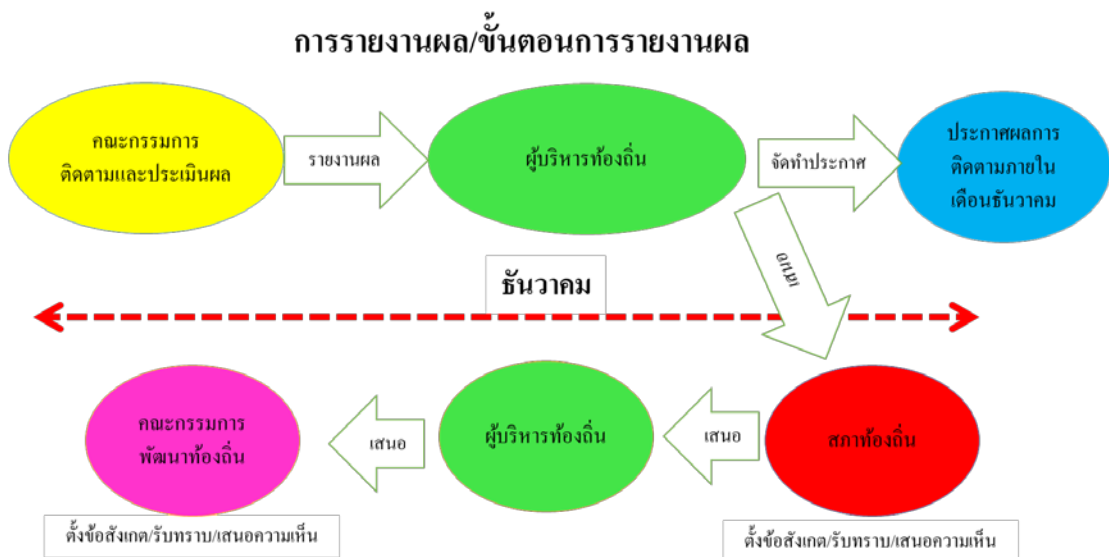 การรายงานผล/ขั้นตอนการรายงานผล
คณะกรรมการ
ติดตามและประเมินผล
รายงานผล
ผู้บริหารท้องถิ่น
จัดทำประกาศ
ประกาศผลการ
ติดตามภายใน
เดือนธันวาคม
เสนอ
ธันวาคม
คณะกรรมการ
พัฒนาท้องถิ่น
เสนอ
ผู้บริหารท้องถิ่น
เสนอ
สภาท้องถิ่น
ตั้งข้อสังเกต/รับทราบ/เสนอความเห็น
ตั้งข้อสังเกต/รับทราบ/เสนอความเห็น